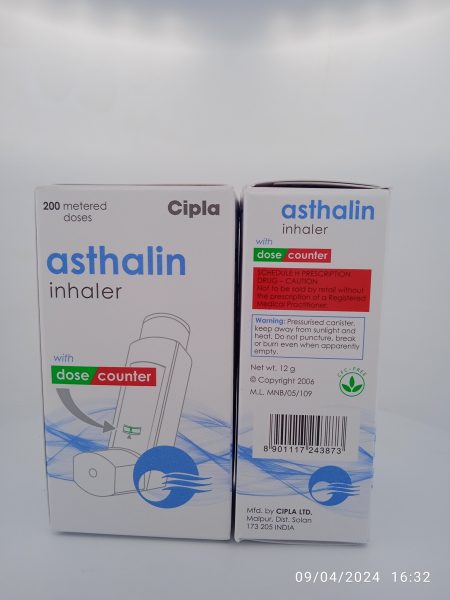 200 metered
doses
Cipla
asthalin
inhaler
with
dose counter
asthalin
inhaler
with
dose counter
SCHEDULE H PRESCRIPTION
DRUG – CAUTION
Not to be sold by retail without
the prescription of a Registered
Medical Practitioner.
Warning: Pressurised canister,
keep away from sunlight and
heat. Do not puncture, break
or burn even when apparently
empty.
Net wt. 12 g
© Copyright 2006
M.L. MNB/05/109
CFC-FREE
8 901117 243873
Mfd. by CIPLA LTD.
Malpur, Dist. Solan
173 205 INDIA
09/04/2024 16:32